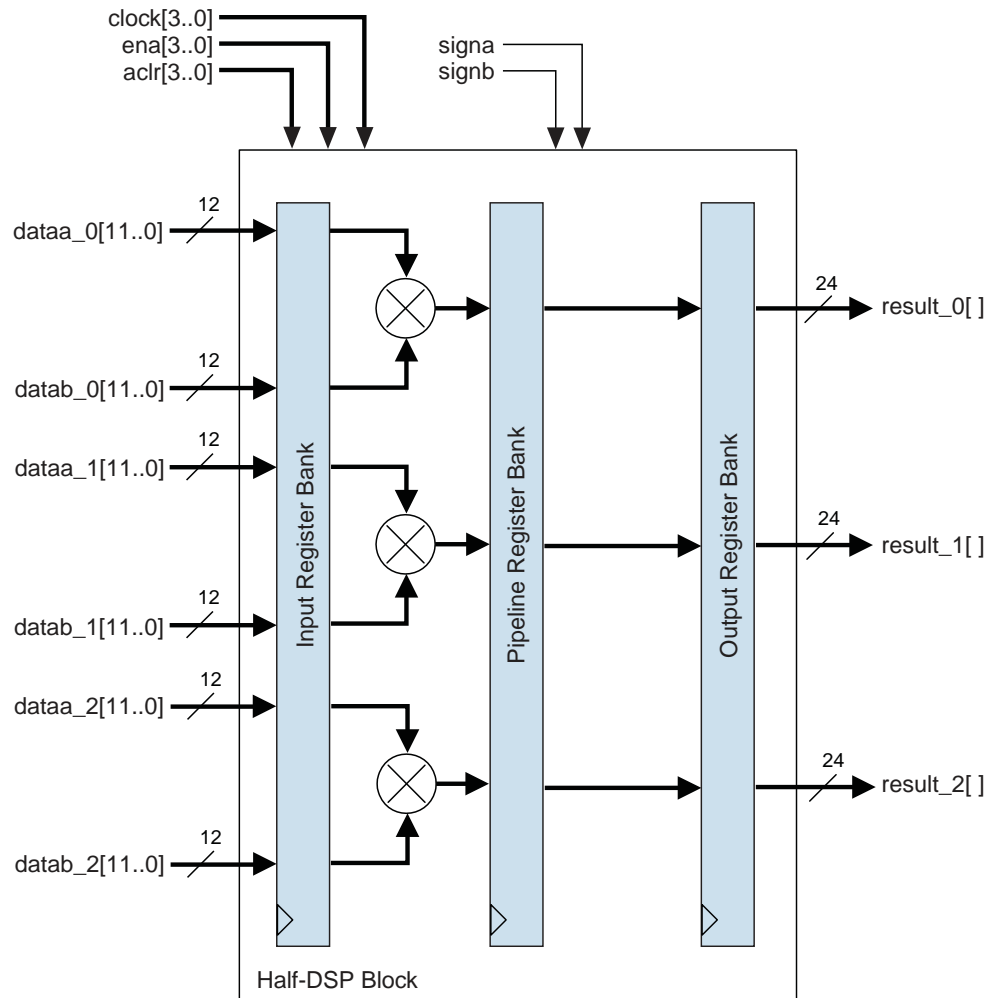 clock[3..0]
ena[3..0]
aclr[3..0]
signa
signb
12
dataa_0[11..0]
24
result_0[ ]
12
datab_0[11..0]
12
dataa_1[11..0]
Input Register Bank
Pipeline Register Bank
Output Register Bank
24
result_1[ ]
12
datab_1[11..0]
12
dataa_2[11..0]
24
result_2[ ]
12
datab_2[11..0]
Half-DSP Block